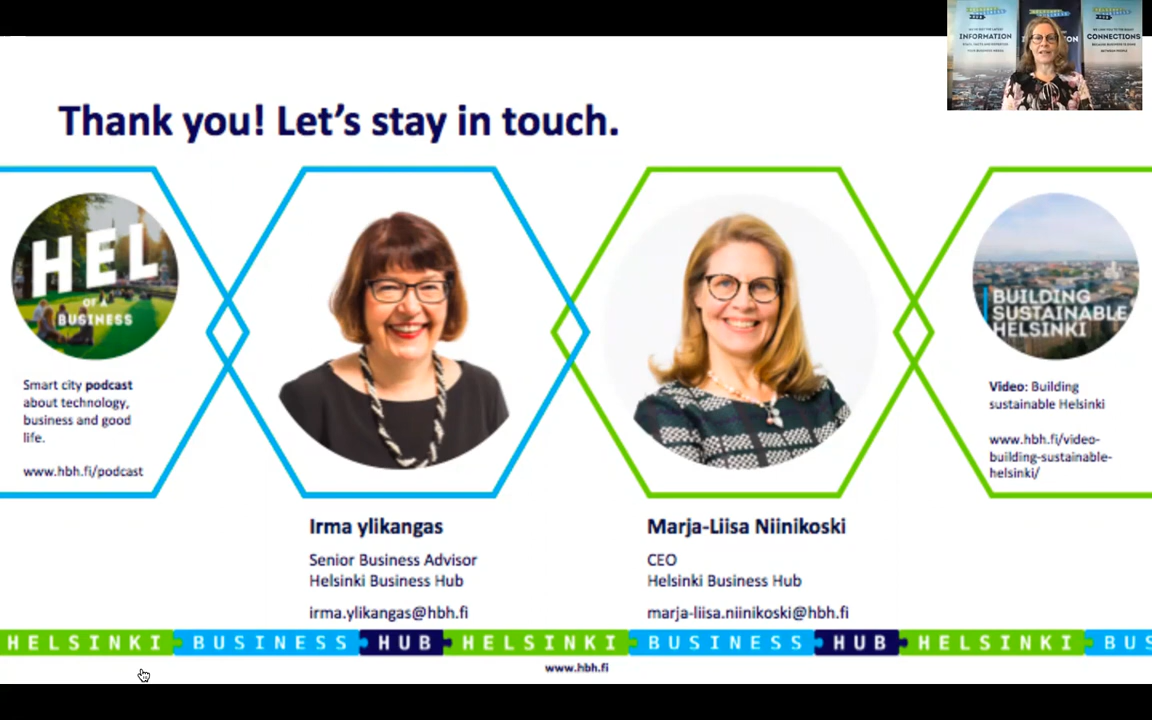 INFORMATION
CONNECTIONS
Thank you! Let's stay in touch.
HEL
OF A
BUSINESS
Smart city podcast
about technology,
business and good
life.
www.hbh.fi/podcast
BUILDING
SUSTAINABLE
HELSINKI
Video: Building
sustainable Helsinki
www.hbh.fi/video-
building-sustainable-
helsinki/
Irma ylikangas
Senior Business Advisor
Helsinki Business Hub
irma.ylikangas@hbh.fi
Marja-Liisa Niinikoski
CEO
Helsinki Business Hub
marja-liisa.niinikoski@hbh.fi
HELSINKI BUSINESS HUB HELSINKI BUSINESS HUB HELSINKI BUS
www.hbh.fi